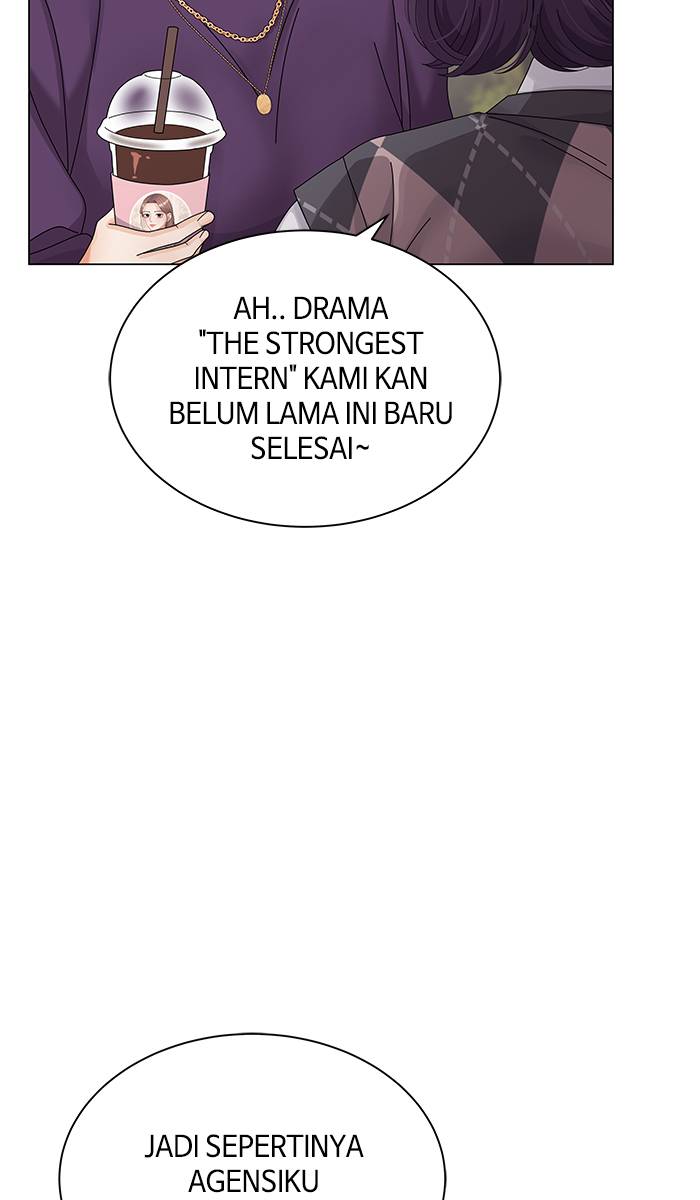 AH.. DRAMA
"THE STRONGEST
INTERN" KAMI KAN
BELUM LAMA INI BARU
SELESAI~
JADI SEPERTINYA
AGENSIKU